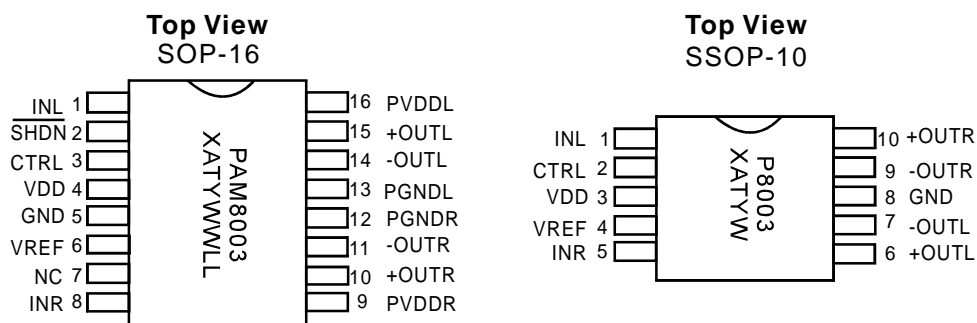 Top View
SOP-16
INL 1
SHDN 2
CTRL 3
VDD 4
GND 5
VREF 6
NC 7
INR 8
PAM8003
XATYWWLL
16 PVDDL
15 +OUTL
14 -OUTL
13 PGNDL
12 PGNDR
11 -OUTR
10 +OUTR
9 PVDDR
Top View
SSOP-10
INL 1
CTRL 2
VDD 3
VREF 4
INR 5
P8003
XATYW
10 +OUTR
9 -OUTR
8 GND
7 -OUTL
6 +OUTL